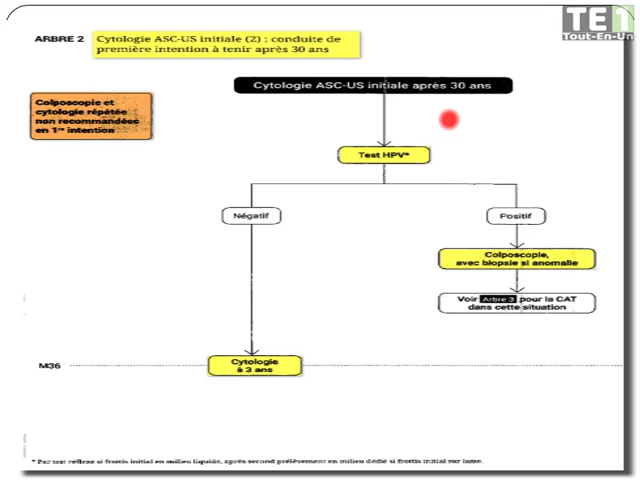 TE1
Tout-En-Un
ARBRE 2
Cytologie ASC-US initiale (2) : conduite de
première intention à tenir après 30 ans
Cytologie ASC-US initiale après 30 ans
Colposcopie et
cytologie répétée
non recommandées
en 1re intention
Test HPV*
Négatif
Positif
Colposcopie,
avec biopsie si anomalie
Voir Arbre 3 pour la CAT
dans cette situation
M36
Cytologie
à 3 ans
* Par test réflexe si frottis initial en milieu liquide, après second prélèvement en milieu dédié si frottis initial sur lame.